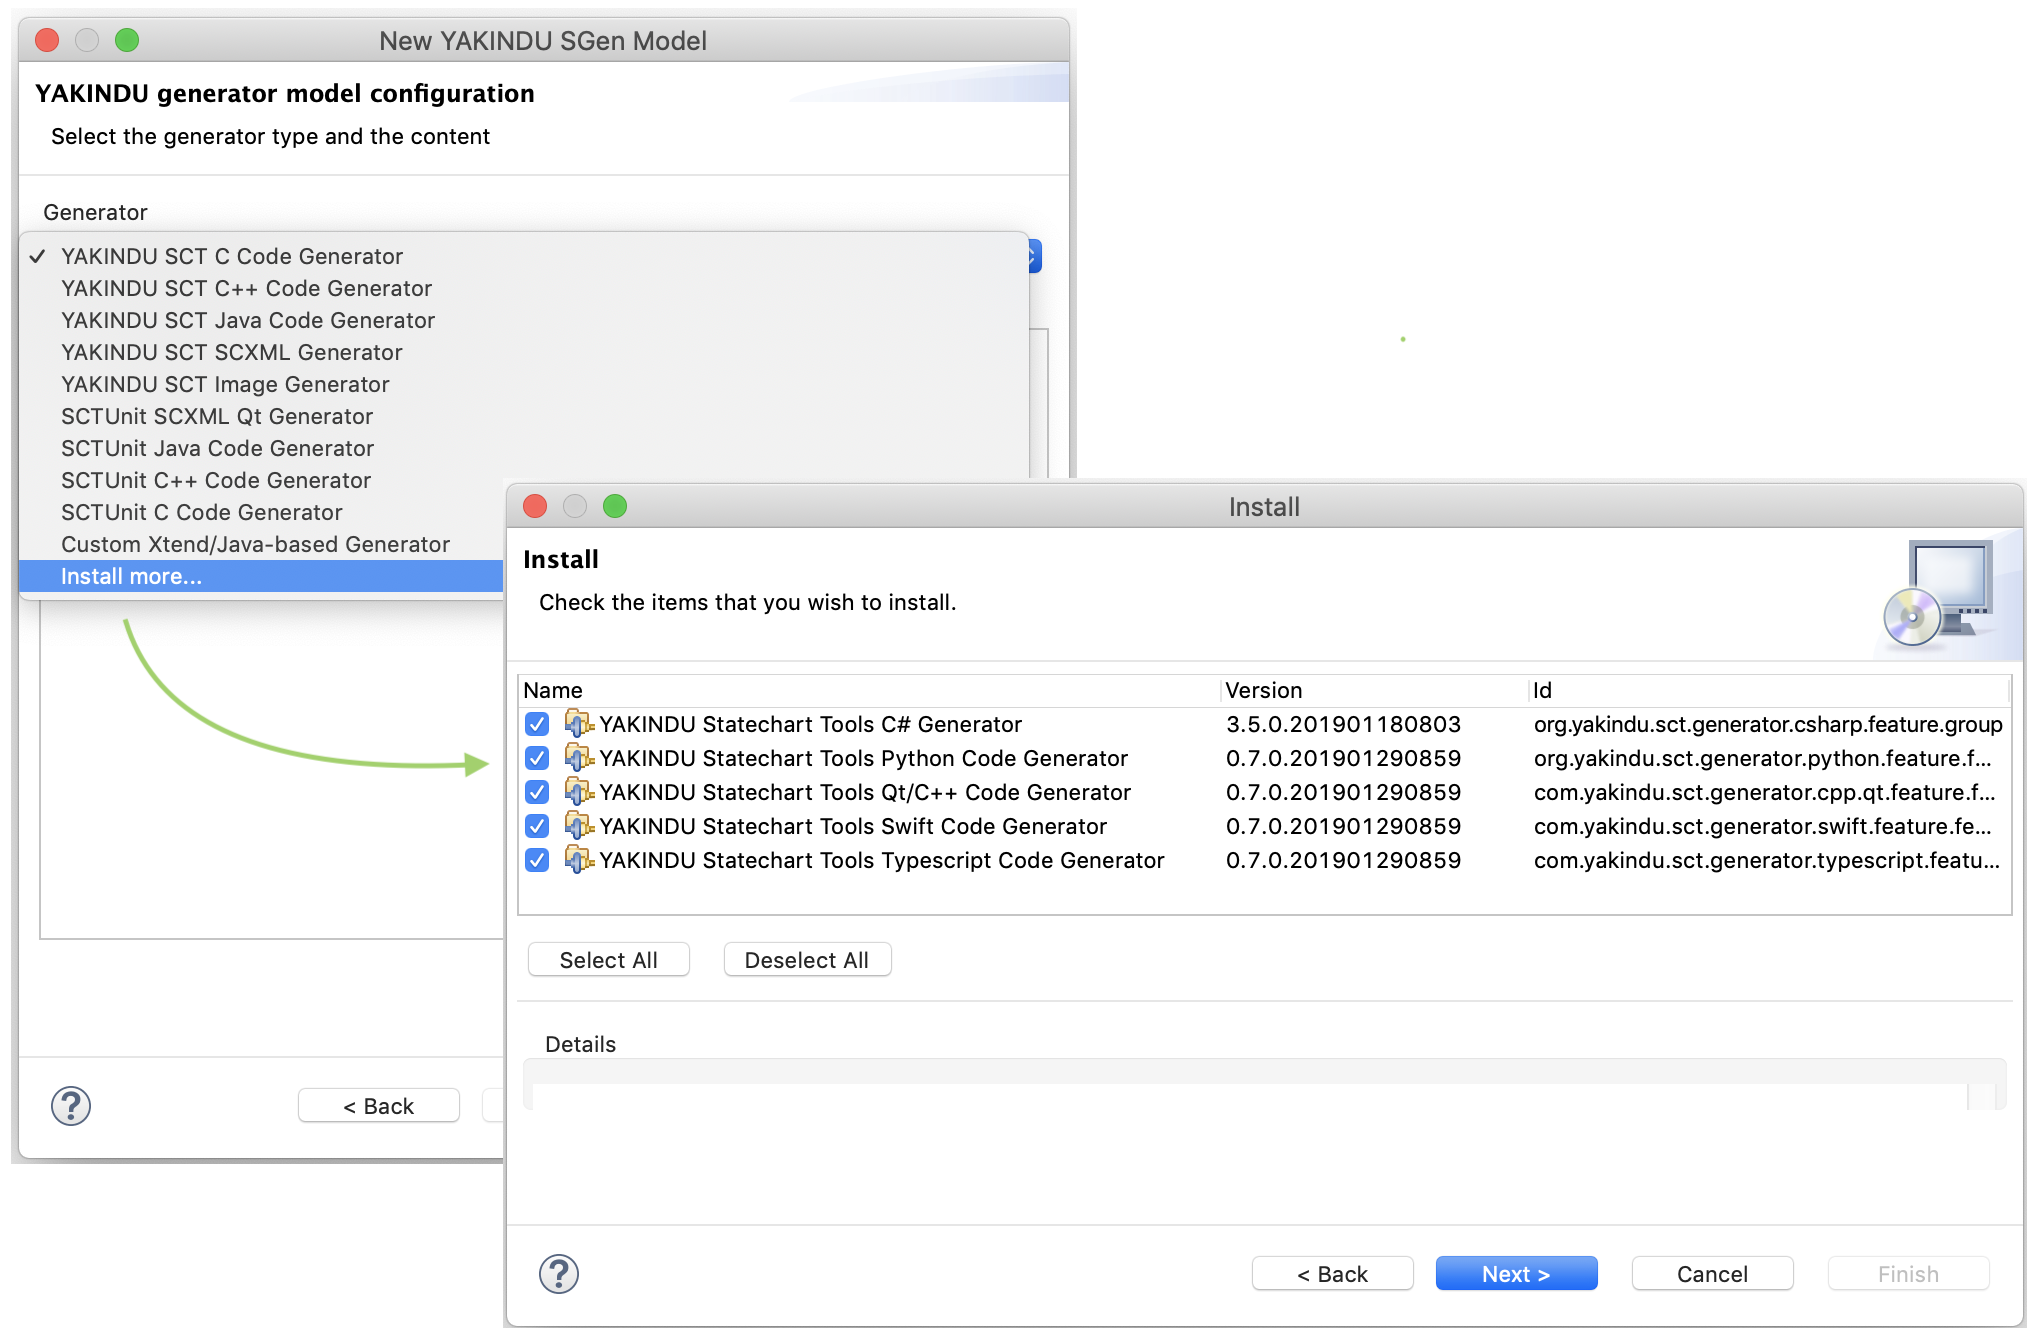 New YAKINDU SGen Model
YAKINDU generator model configuration
Select the generator type and the content
Generator
✓ YAKINDU SCT C Code Generator
YAKINDU SCT C++ Code Generator
YAKINDU SCT Java Code Generator
YAKINDU SCT SCXML Generator
YAKINDU SCT Image Generator
SCTUnit SCXML Qt Generator
SCTUnit Java Code Generator
SCTUnit C++ Code Generator
SCTUnit C Code Generator
Custom Xtend/Java-based Generator
Install more...
? < Back
Install
Install
Check the items that you wish to install.
Name Version Id
YAKINDU Statechart Tools C# Generator 3.5.0.201901180803 org.yakindu.sct.generator.csharp.feature.group
YAKINDU Statechart Tools Python Code Generator 0.7.0.201901290859 org.yakindu.sct.generator.python.feature.f...
YAKINDU Statechart Tools Qt/C++ Code Generator 0.7.0.201901290859 com.yakindu.sct.generator.cpp.qt.feature.f...
YAKINDU Statechart Tools Swift Code Generator 0.7.0.201901290859 com.yakindu.sct.generator.swift.feature.fe...
YAKINDU Statechart Tools Typescript Code Generator 0.7.0.201901290859 com.yakindu.sct.generator.typescript.featu...
Select All Deselect All
Details
? < Back Next > Cancel Finish